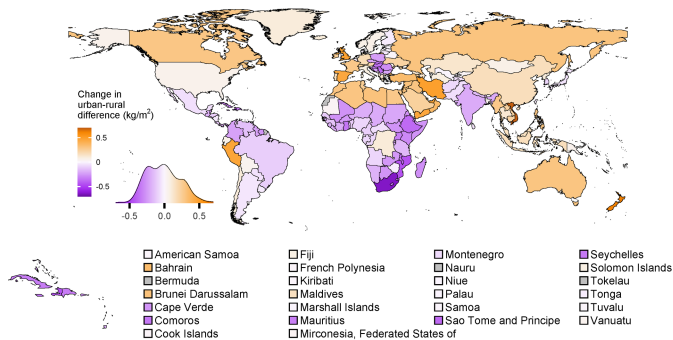 Change in
urban-rural
difference (kg/m²)
0.5
0.0
-0.5
-0.5 0.0 0.5
American Samoa Fiji Montenegro Seychelles
Bahrain French Polynesia Nauru Solomon Islands
Bermuda Kiribati Niue Tokelau
Brunei Darussalam Maldives Palau Tonga
Cape Verde Marshall Islands Samoa Tuvalu
Comoros Mauritius Sao Tome and Principe Vanuatu
Cook Islands Mirconesia, Federated States of